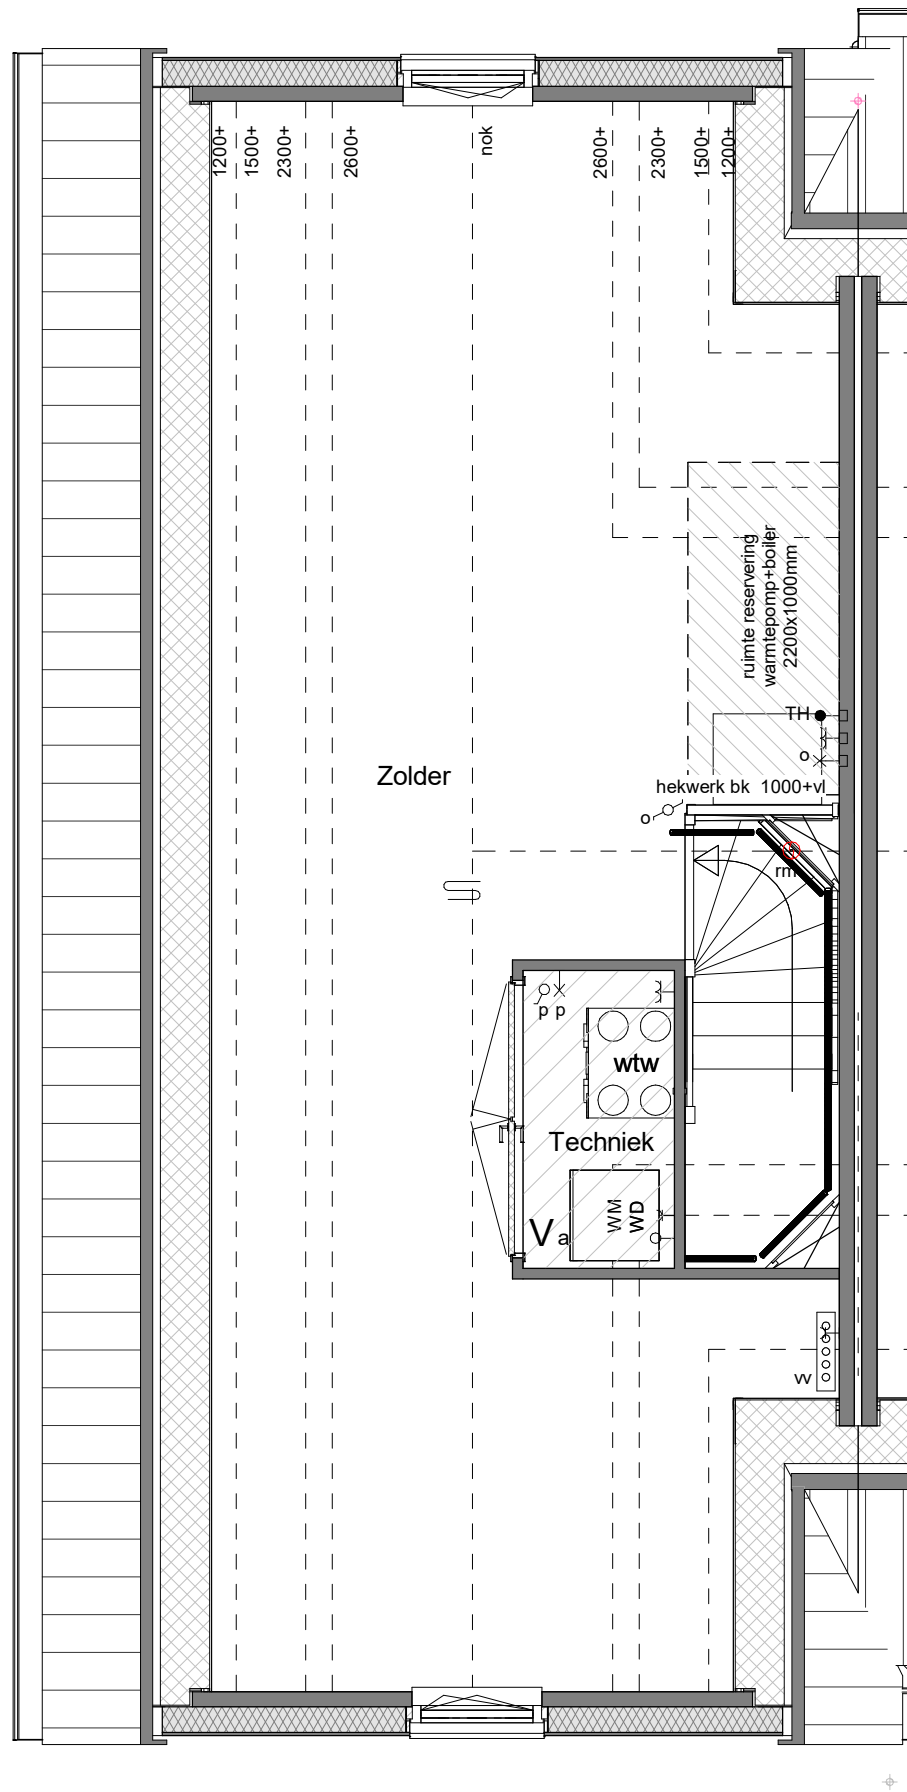 1200+
1500+
2300+
2600+
nok
2600+
2300+
1500+
1200+
ruimte reservering
warmtepomp+boiler
2200x1000mm
TH
o
Zolder
hekwerk bk 1000+vl
o
rm
p p
wtw
Techniek
WM
WD
V a
vv